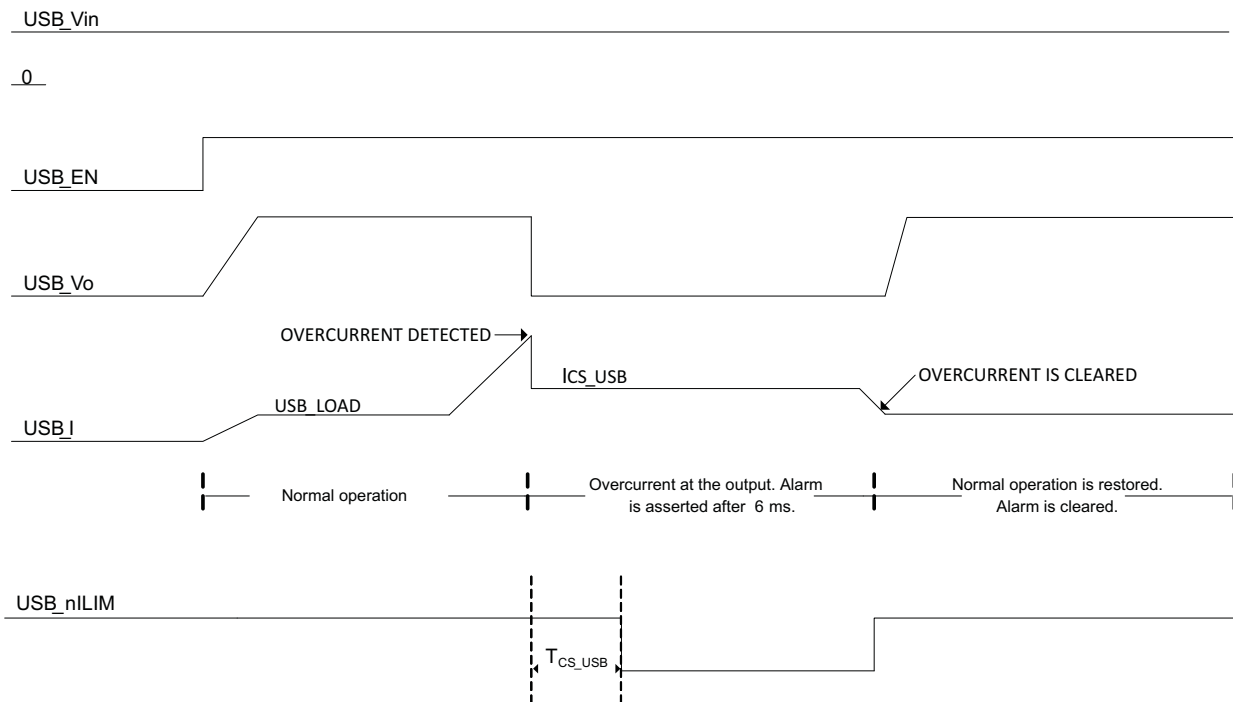 USB_Vin
0
USB_EN
USB_Vo
OVERCURRENT DETECTED
ICS_USB
OVERCURRENT IS CLEARED
USB_LOAD
USB_I
Normal operation
Overcurrent at the output. Alarm
is asserted after 6 ms.
Normal operation is restored.
Alarm is cleared.
USB_nILIM
TCS_USB